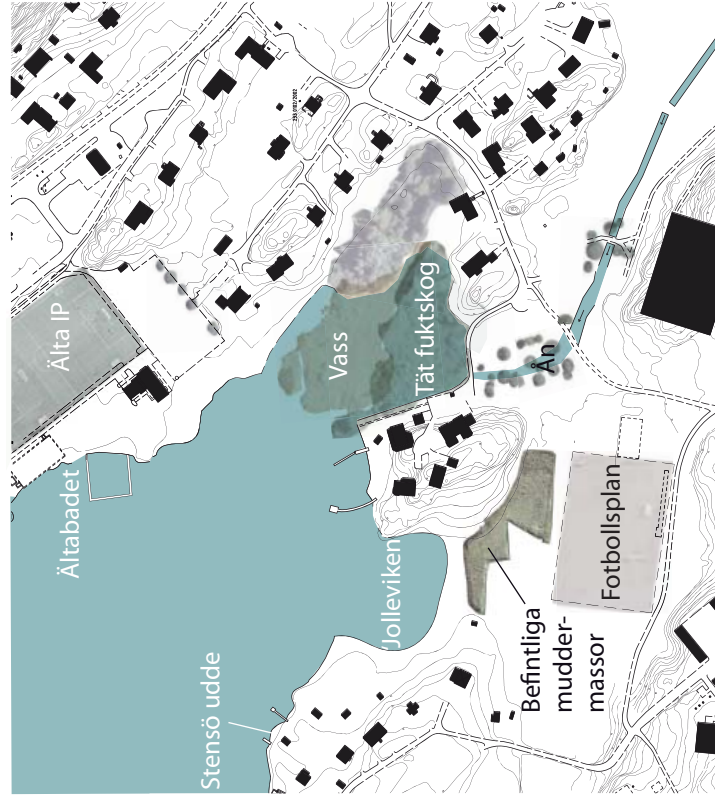 Älta IP
Ältabadet
Vass
Tät fuktskog
Ån
Jolleviken
Stensö udde
Fotbollsplan
Befintliga
mudder-
massor